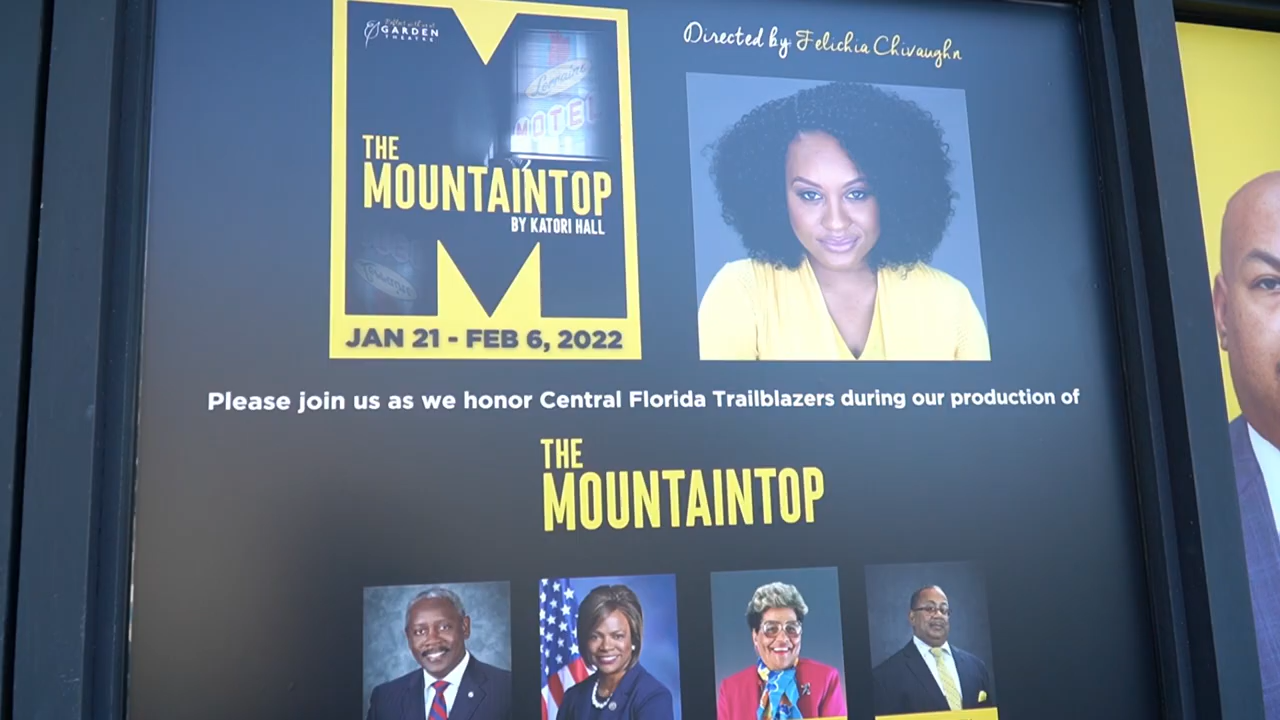 GARDEN
THEATRE
Lorraine
MOTEL
THE
MOUNTAINTOP
BY KATORI HALL
JAN 21 - FEB 6, 2022
Directed by Felichia Chivaughn
Please join us as we honor Central Florida Trailblazers during our production of
THE
MOUNTAINTOP